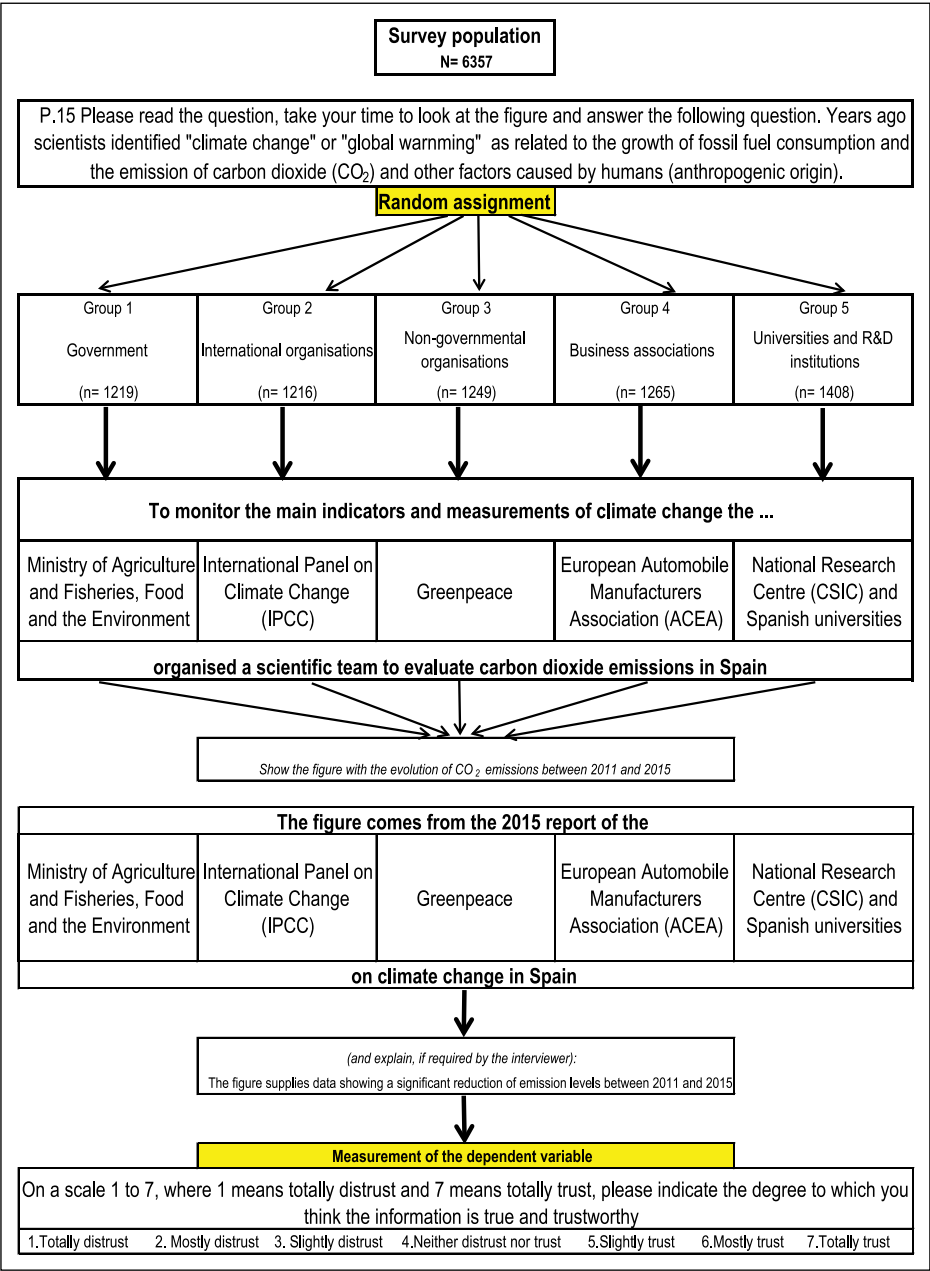 Survey population
N= 6357
P.15 Please read the question, take your time to look at the figure and answer the following question. Years ago
scientists identified "climate change" or "global warnming" as related to the growth of fossil fuel consumption and
the emission of carbon dioxide (CO₂) and other factors caused by humans (anthropogenic origin).
Random assignment
Group 1
Government
(n= 1219)
Group 2
International organisations
(n= 1216)
Group 3
Non-governmental
organisations
(n= 1249)
Group 4
Business associations
(n= 1265)
Group 5
Universities and R&D
institutions
(n= 1408)
To monitor the main indicators and measurements of climate change the ...
Ministry of Agriculture
and Fisheries, Food
and the Environment
International Panel on
Climate Change
(IPCC)
Greenpeace
European Automobile
Manufacturers
Association (ACEA)
National Research
Centre (CSIC) and
Spanish universities
organised a scientific team to evaluate carbon dioxide emissions in Spain
Show the figure with the evolution of CO₂ emissions between 2011 and 2015
The figure comes from the 2015 report of the
Ministry of Agriculture
and Fisheries, Food
and the Environment
International Panel on
Climate Change
(IPCC)
Greenpeace
European Automobile
Manufacturers
Association (ACEA)
National Research
Centre (CSIC) and
Spanish universities
on climate change in Spain
(and explain, if required by the interviewer):
The figure supplies data showing a significant reduction of emission levels between 2011 and 2015
Measurement of the dependent variable
On a scale 1 to 7, where 1 means totally distrust and 7 means totally trust, please indicate the degree to which you
think the information is true and trustworthy
1.Totally distrust 2. Mostly distrust 3. Slightly distrust 4.Neither distrust nor trust 5.Slightly trust 6.Mostly trust 7.Totally trust